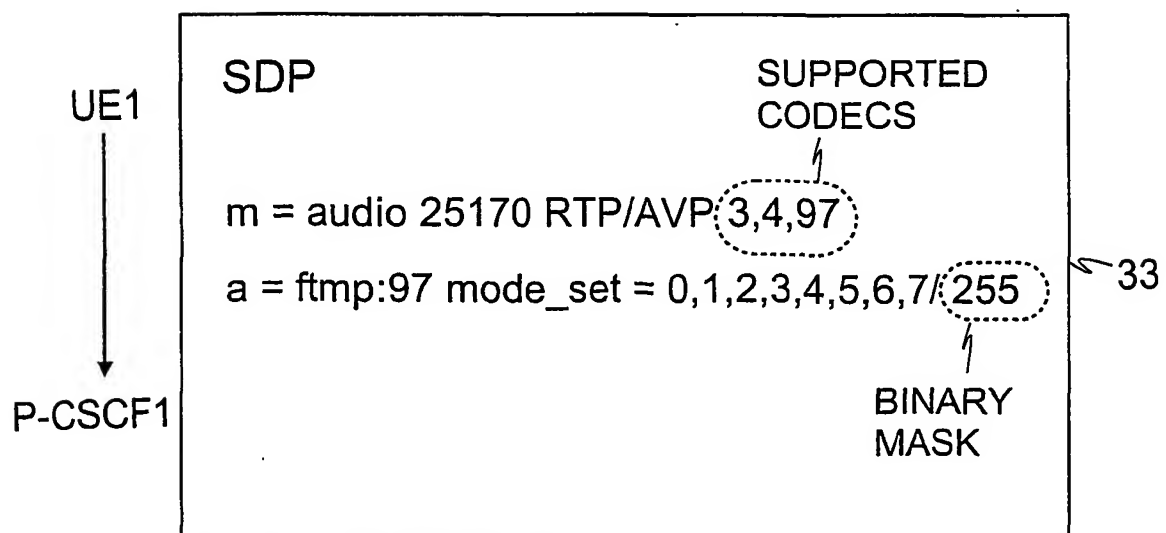 SDP
SUPPORTED
CODECS
UE1
m = audio 25170 RTP/AVP 3,4,97
a = ftmp:97 mode_set = 0,1,2,3,4,5,6,7/255
33
P-CSCF1
BINARY
MASK